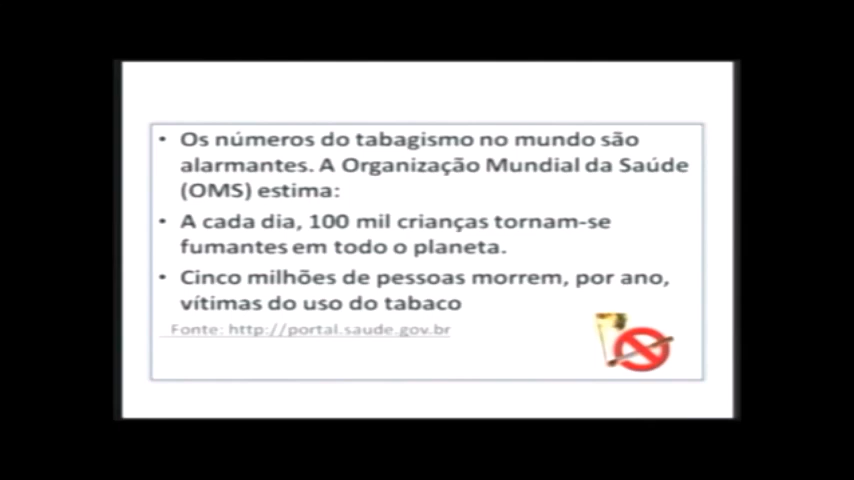 • Os números do tabagismo no mundo são
alarmantes. A Organização Mundial da Saúde
(OMS) estima:
• A cada dia, 100 mil crianças tornam-se
fumantes em todo o planeta.
• Cinco milhões de pessoas morrem, por ano,
vítimas do uso do tabaco
Fonte: http://portal.saude.gov.br